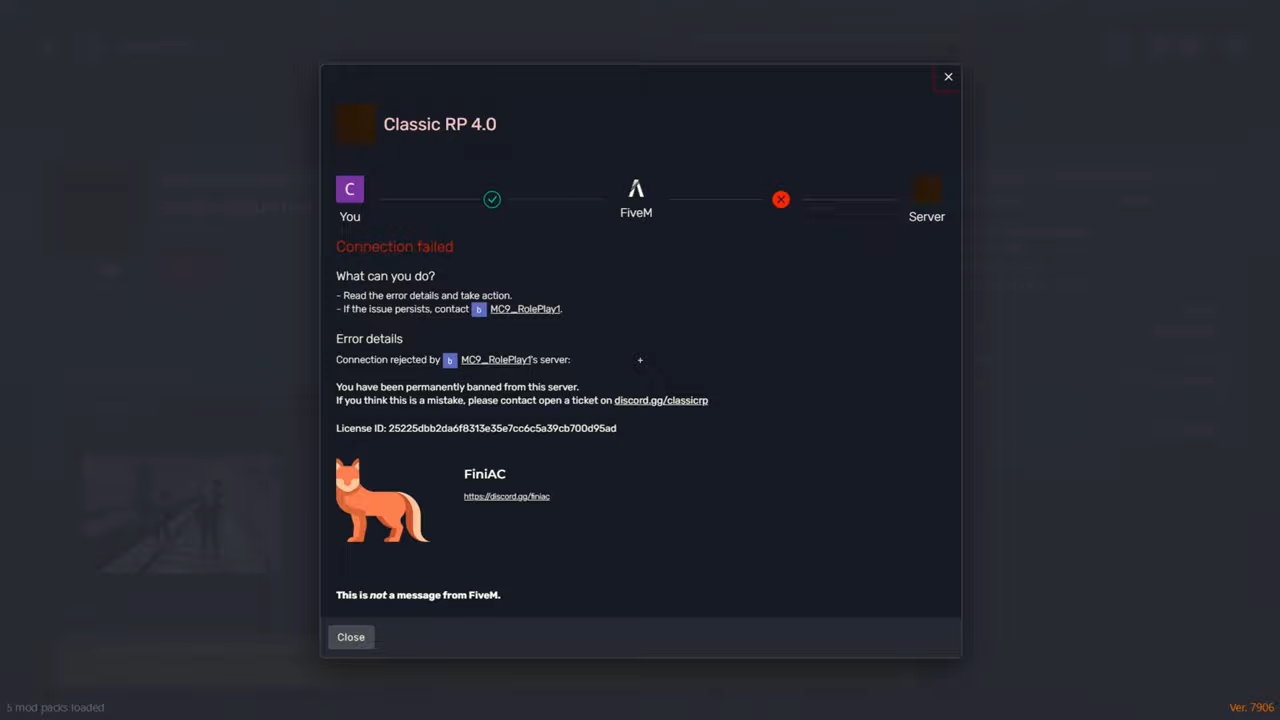 Classic RP 4.0
C
You
FiveM
Server
Connection failed
What can you do?
- Read the error details and take action.
- If the issue persists, contact b MC9_RolePlay1.
Error details
Connection rejected by b MC9_RolePlay1's server:
You have been permanently banned from this server.
If you think this is a mistake, please contact open a ticket on discord.gg/classicrp
License ID: 25225dbb2da6f8313e35e7cc6c5a39cb700d95ad
FiniAC
https://discord.gg/finiac
This is not a message from FiveM.
Close
5 mod packs loaded
Ver. 7906